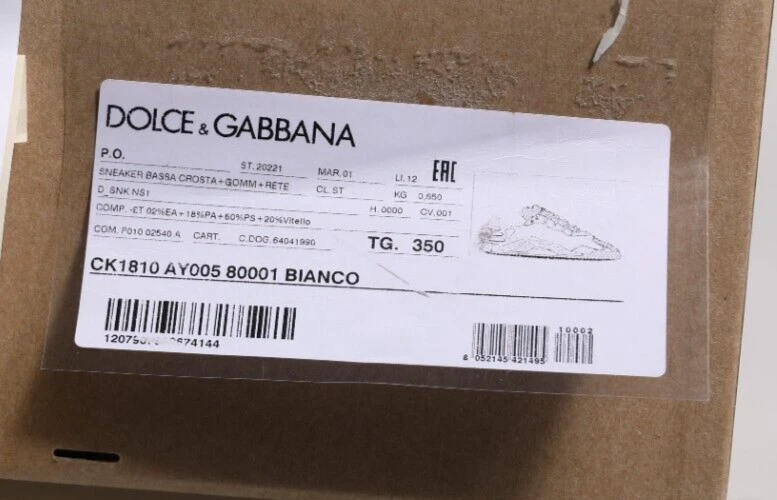 DOLCE & GABBANA
P.O. ST. 20221 MAR. 01 LI. 12 EAC
SNEAKER BASSA CROSTA+GOMM+RETE CL.ST KG 0,650
D_SNK NS1 H. 0000 CV. 001
COMP. -ET 02%EA+18%PA+60%PS+20%Vitello
COM. F010 02540 A CART. C.DOG. 64041990 TG. 350
CK1810 AY005 80001 BIANCO
10002
8 052145 421495